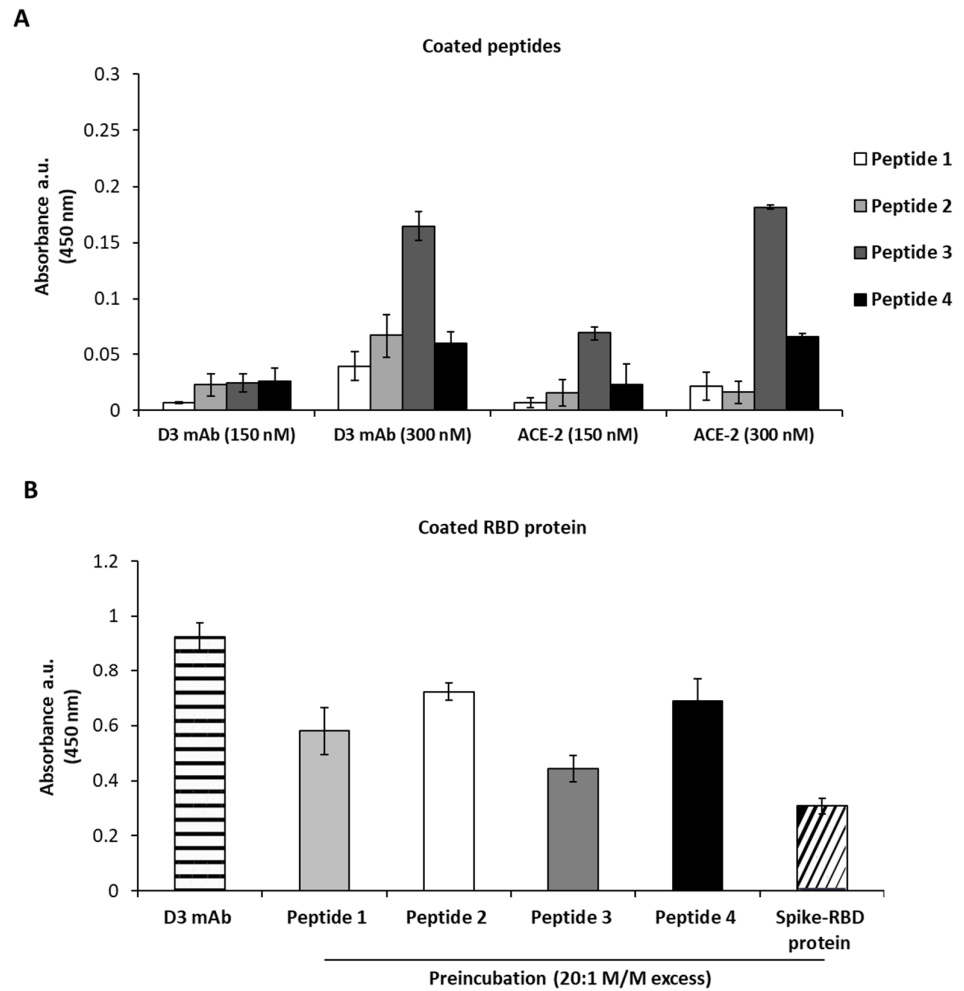 A
Coated peptides
0.3
0.25
0.2
0.15
0.1
0.05
0
Absorbance a.u.
(450 nm)
D3 mAb (150 nM) D3 mAb (300 nM) ACE-2 (150 nM) ACE-2 (300 nM)
Peptide 1
Peptide 2
Peptide 3
Peptide 4
B
Coated RBD protein
1.2
1
0.8
0.6
0.4
0.2
0
Absorbance a.u.
(450 nm)
D3 mAb Peptide 1 Peptide 2 Peptide 3 Peptide 4 Spike-RBD
protein
Preincubation (20:1 M/M excess)